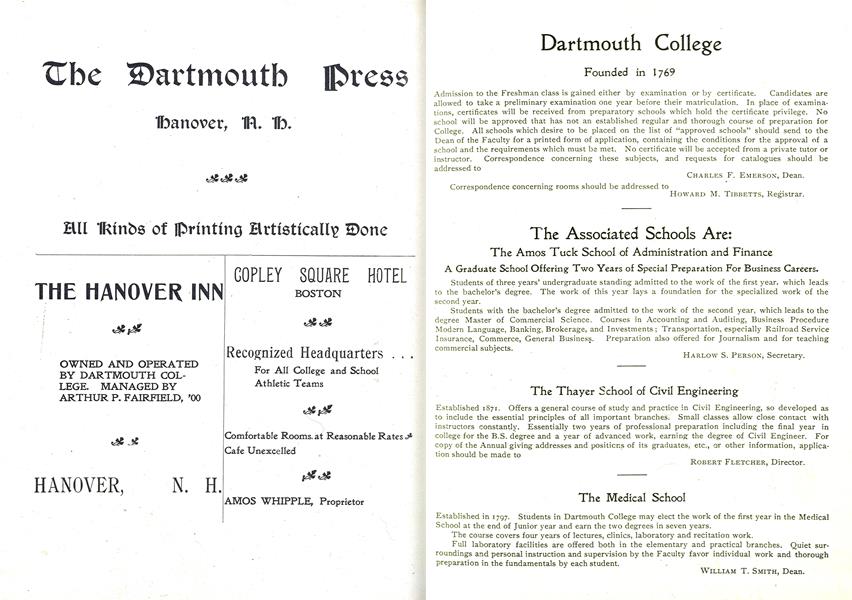 The Dartmouth Press
Hanover, N. H.
All Kinds of Printing Artistically Done
THE HANOVER INN
OWNED AND OPERATED
BY DARTMOUTH COL-
LEGE. MANAGED BY
ARTHUR P. FAIRFIELD, '00
HANOVER, N. H.
COPLEY SQUARE HOTEL
BOSTON
Recognized Headquarters . . .
For All College and School
Athletic Teams
Comfortable Rooms at Reasonable Rates
Cafe Unexcelled
AMOS WHIPPLE, Proprietor
Dartmouth College
Founded in 1769
Admission to the Freshman class is gained either by examination or by certificate. Candidates are
allowed to take a preliminary examination one year before their matriculation. In place of examina-
tions, certificates will be received from preparatory schools which hold the certificate privilege. No
school will be approved that has not an established regular and thorough course of preparation for
College. All schools which desire to be placed on the list of "approved schools" should send to the
Dean of the Faculty for a printed form of application, containing the conditions for the approval of a
school and the requirements which must be met. No certificate will be accepted from a private tutor or
instructor. Correspondence concerning these subjects, and requests for catalogues should be
addressed to
CHARLES F. EMERSON, Dean.
Correspondence concerning rooms should be addressed to
HOWARD M. TIBBETTS, Registrar.
The Associated Schools Are:
The Amos Tuck School of Administration and Finance
A Graduate School Offering Two Years of Special Preparation For Business Careers.
Students of three years' undergraduate standing admitted to the work of the first year, which leads
to the bachelor's degree. The work of this year lays a foundation for the specialized work of the
second year.
Students with the bachelor's degree admitted to the work of the second year, which leads to the
degree Master of Commercial Science. Courses in Accounting and Auditing, Business Procedure
Modern Language, Banking, Brokerage, and Investments; Transportation, especially Railroad Service
Insurance, Commerce, General Business. Preparation also offered for Journalism and for teaching
commercial subjects.
HARLOW S. PERSON, Secretary.
The Thayer School of Civil Engineering
Established 1871. Offers a general course of study and practice in Civil Engineering, so developed as
to include the essential principles of all important branches. Small classes allow close contact with
instructors constantly. Essentially two years of professional preparation including the final year in
college for the B.S. degree and a year of advanced work, earning the degree of Civil Engineer. For
copy of the Annual giving addresses and positions of its graduates, etc., or other information, applica-
tion should be made to
ROBERT FLETCHER, Director.
The Medical School
Established in 1797. Students in Dartmouth College may elect the work of the first year in the Medical
School at the end of Junior year and earn the two degrees in seven years.
The course covers four years of lectures, clinics, laboratory and recitation work.
Full laboratory facilities are offered both in the elementary and practical branches. Quiet sur-
roundings and personal instruction and supervision by the Faculty favor individual work and thorough
preparation in the fundamentals by each student.
WILLIAM T. SMITH, Dean.